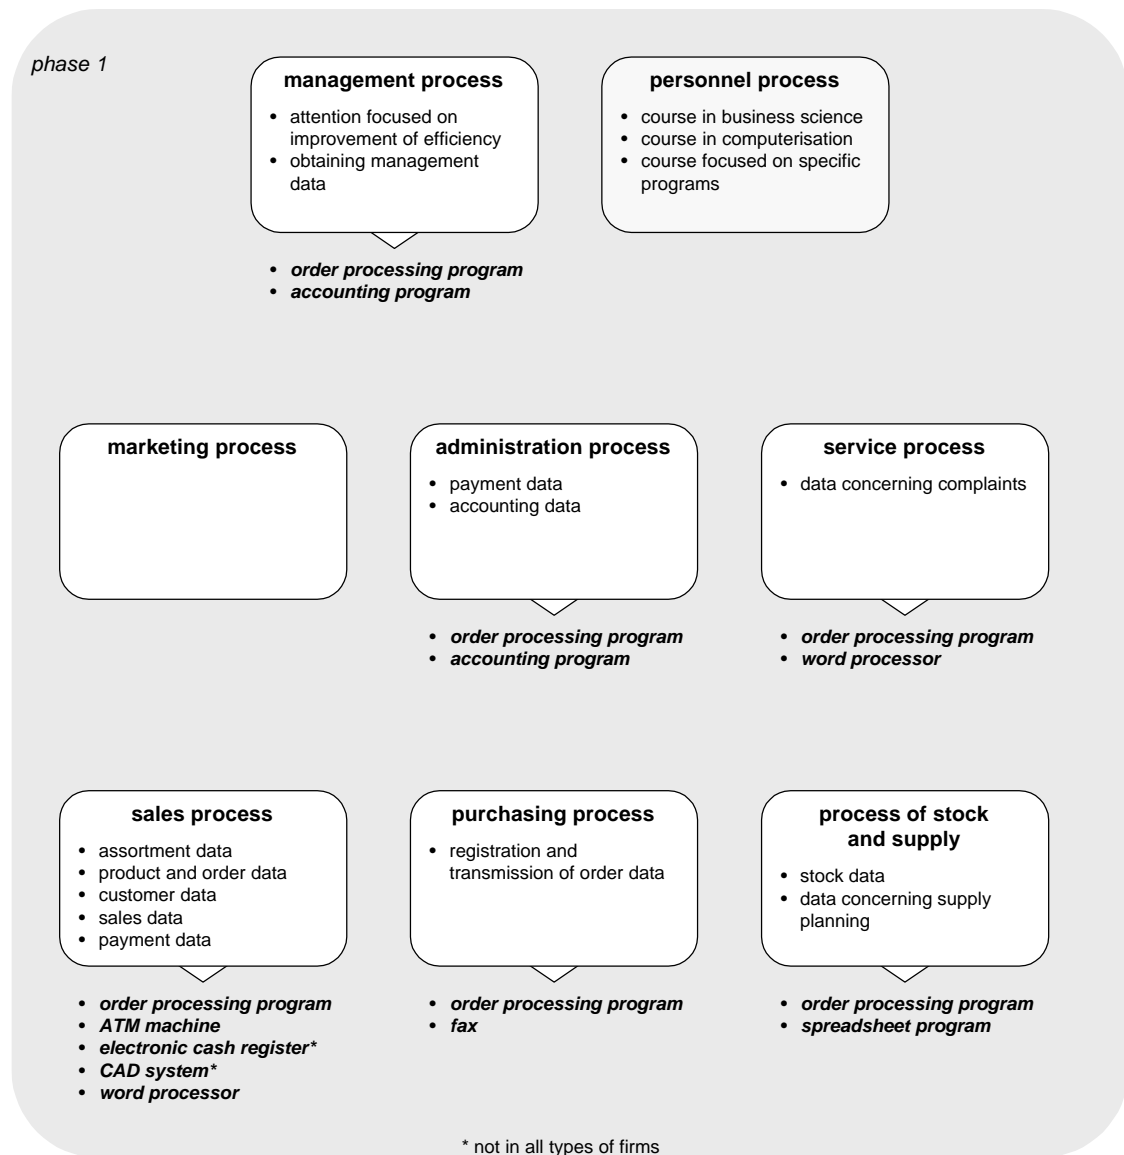 phase 1
management process
• attention focused on
improvement of efficiency
• obtaining management
data
• order processing program
• accounting program
personnel process
• course in business science
• course in computerisation
• course focused on specific
programs
marketing process
administration process
• payment data
• accounting data
• order processing program
• accounting program
service process
• data concerning complaints
• order processing program
• word processor
sales process
• assortment data
• product and order data
• customer data
• sales data
• payment data
• order processing program
• ATM machine
• electronic cash register*
• CAD system*
• word processor
purchasing process
• registration and
transmission of order data
• order processing program
• fax
process of stock
and supply
• stock data
• data concerning supply
planning
• order processing program
• spreadsheet program
* not in all types of firms